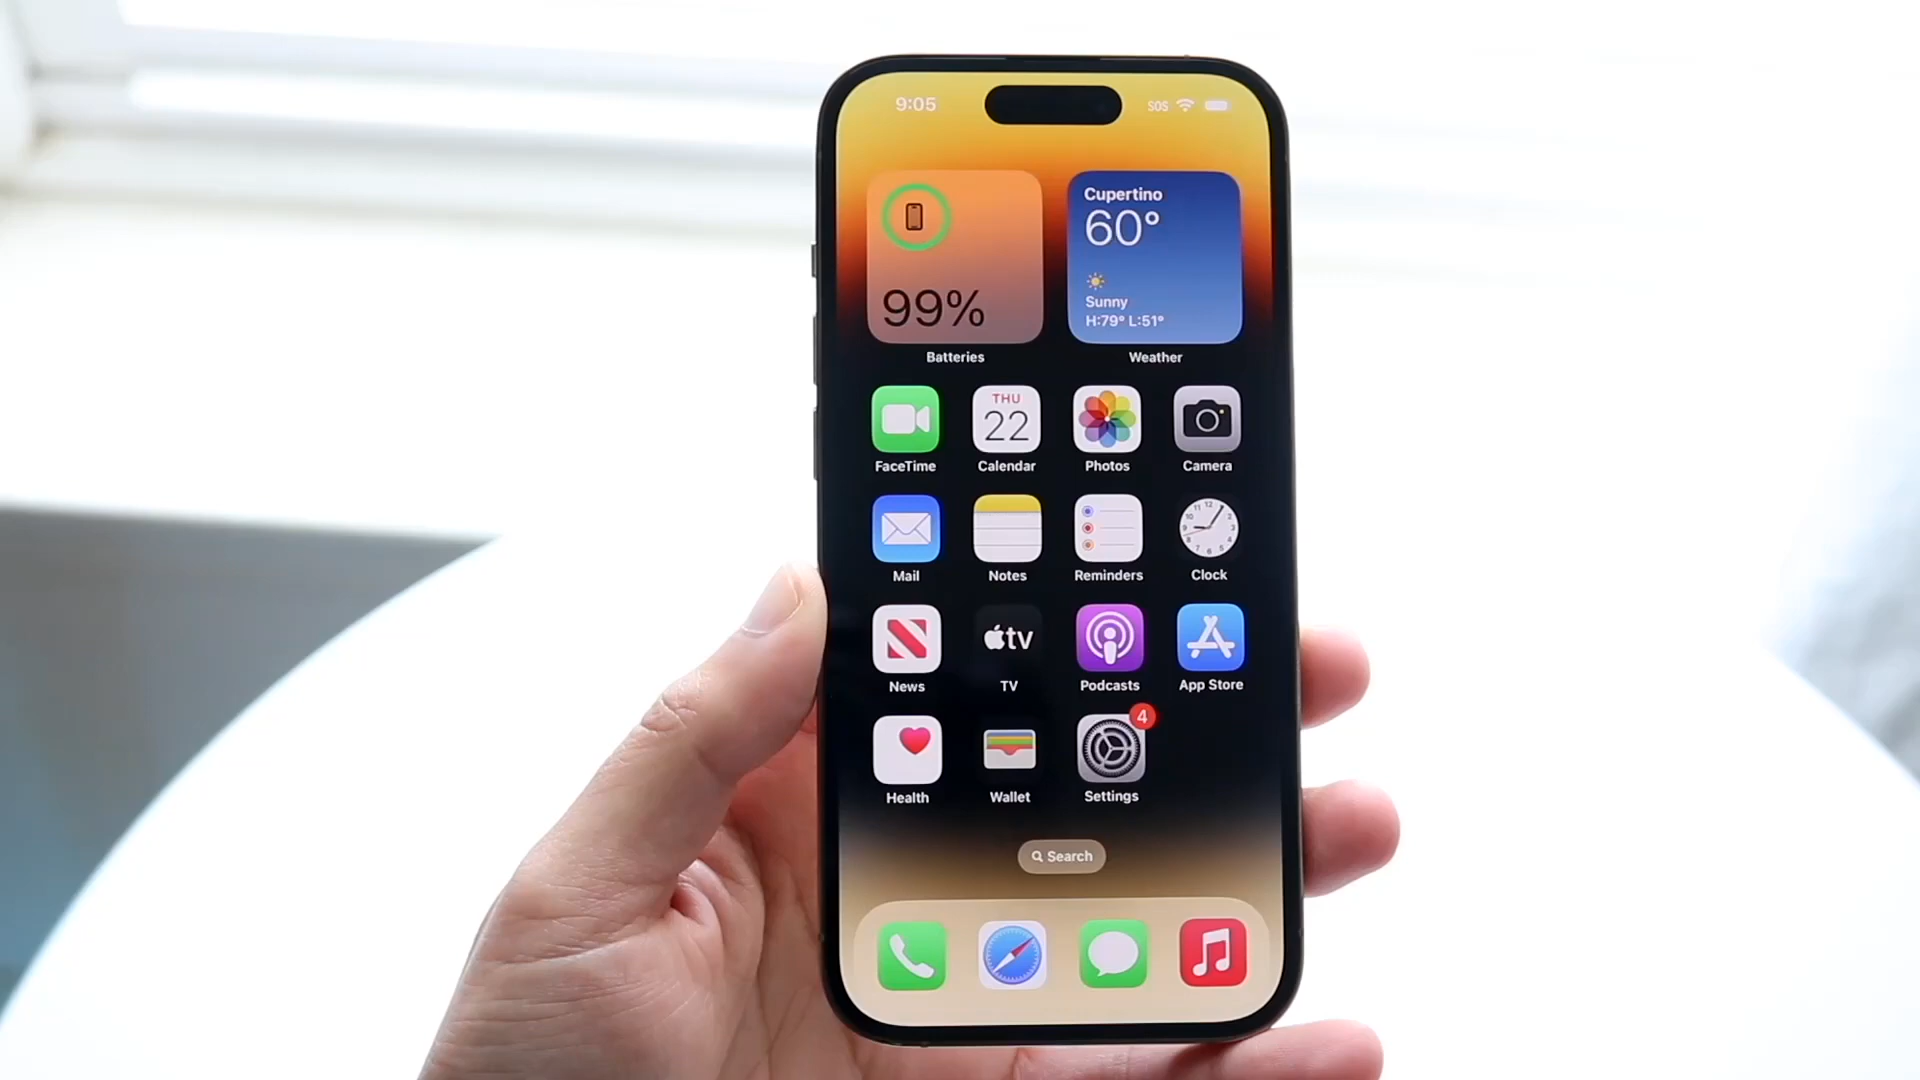 9:05 SOS
Cupertino
60°
Sunny
H:79° L:51°
99%
Batteries Weather
THU
22
FaceTime Calendar Photos Camera
Mail Notes Reminders Clock
tv
News TV Podcasts App Store
4
Health Wallet Settings
Search